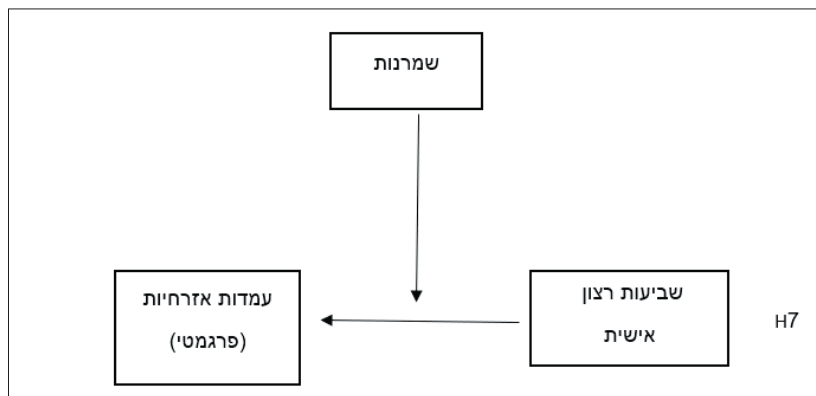 שמרנות
שביעות רצון
אישית
עמדות אזרחיות
(פרגמטי)
H7